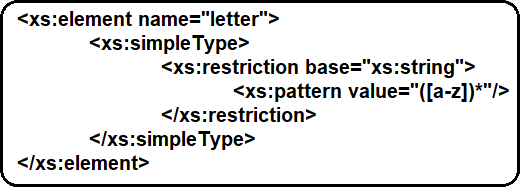 <xs:element name="letter">
<xs:simpleType>
<xs:restriction base="xs:string">
<xs:pattern value="([a-z])*"/>
</xs:restriction>
</xs:simpleType>
</xs:element>